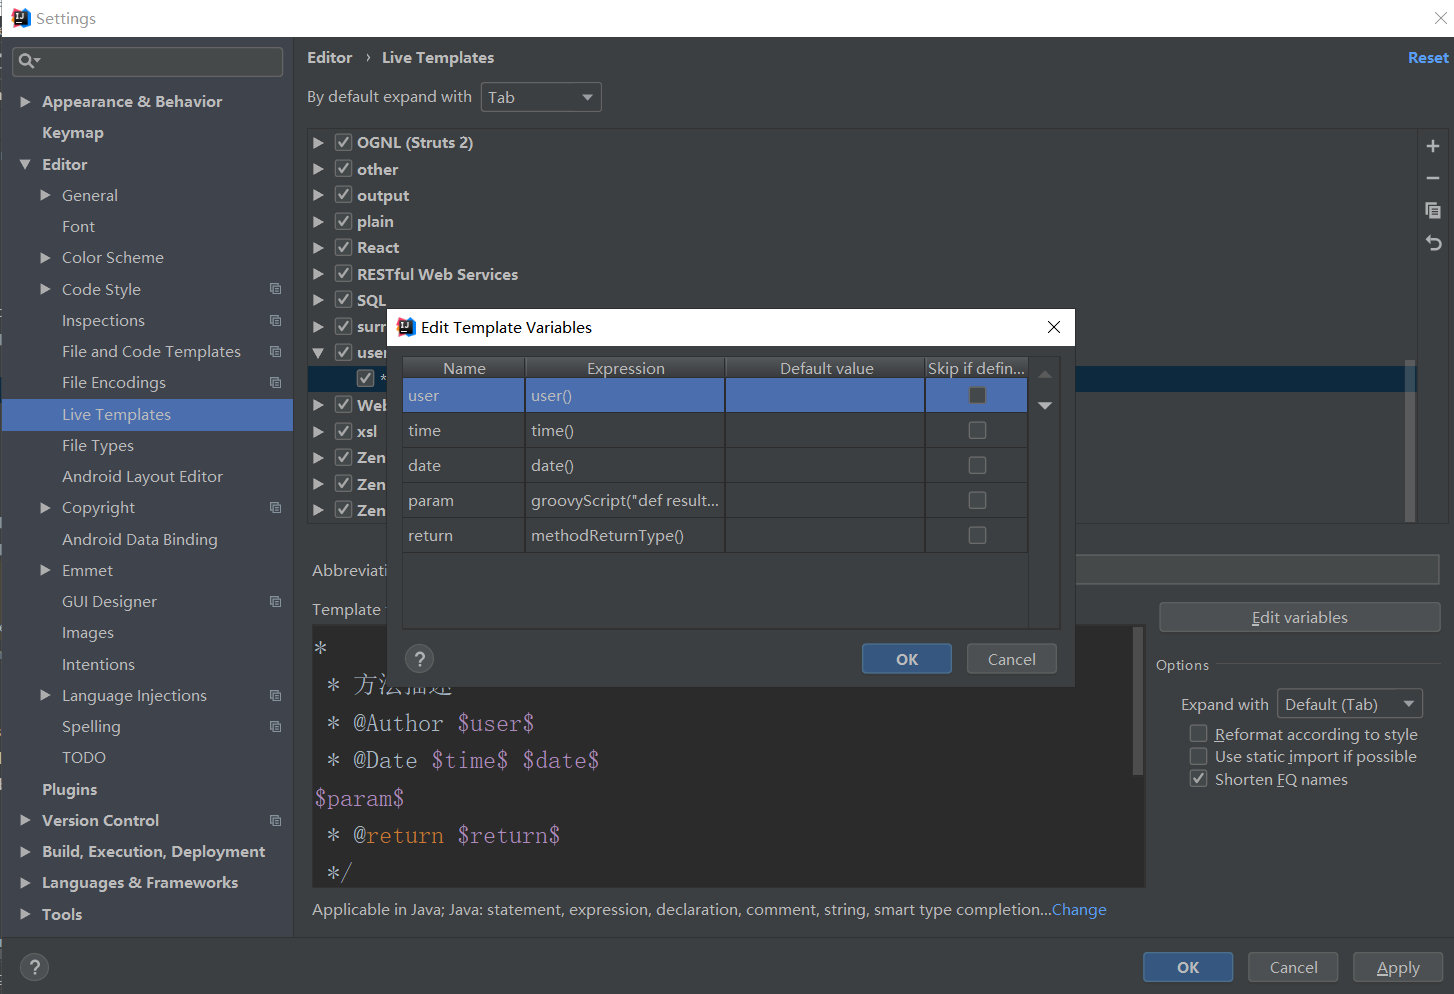 Settings
Editor › Live Templates
Reset
By default expand with Tab
Appearance & Behavior
Keymap
Editor
General
Font
Color Scheme
Code Style
Inspections
File and Code Templates
File Encodings
Live Templates
File Types
Android Layout Editor
Copyright
Android Data Binding
Emmet
GUI Designer
Images
Intentions
Language Injections
Spelling
TODO
Plugins
Version Control
Build, Execution, Deployment
Languages & Frameworks
Tools
OGNL (Struts 2)
other
output
plain
React
RESTful Web Services
SQL
surr
user
*
Web
xsl
Zen
Zen
Zen
Edit Template Variables
Name Expression Default value Skip if defin...
user user()
time time()
date date()
param groovyScript("def result...
return methodReturnType()
? OK Cancel
Abbreviati
Template
Edit variables
*
* 方法描述
* @Author $user$
* @Date $time$ $date$
$param$
* @return $return$
*/
Options
Expand with Default (Tab)
Reformat according to style
Use static import if possible
Shorten FQ names
Applicable in Java; Java: statement, expression, declaration, comment, string, smart type completion...Change
? OK Cancel Apply